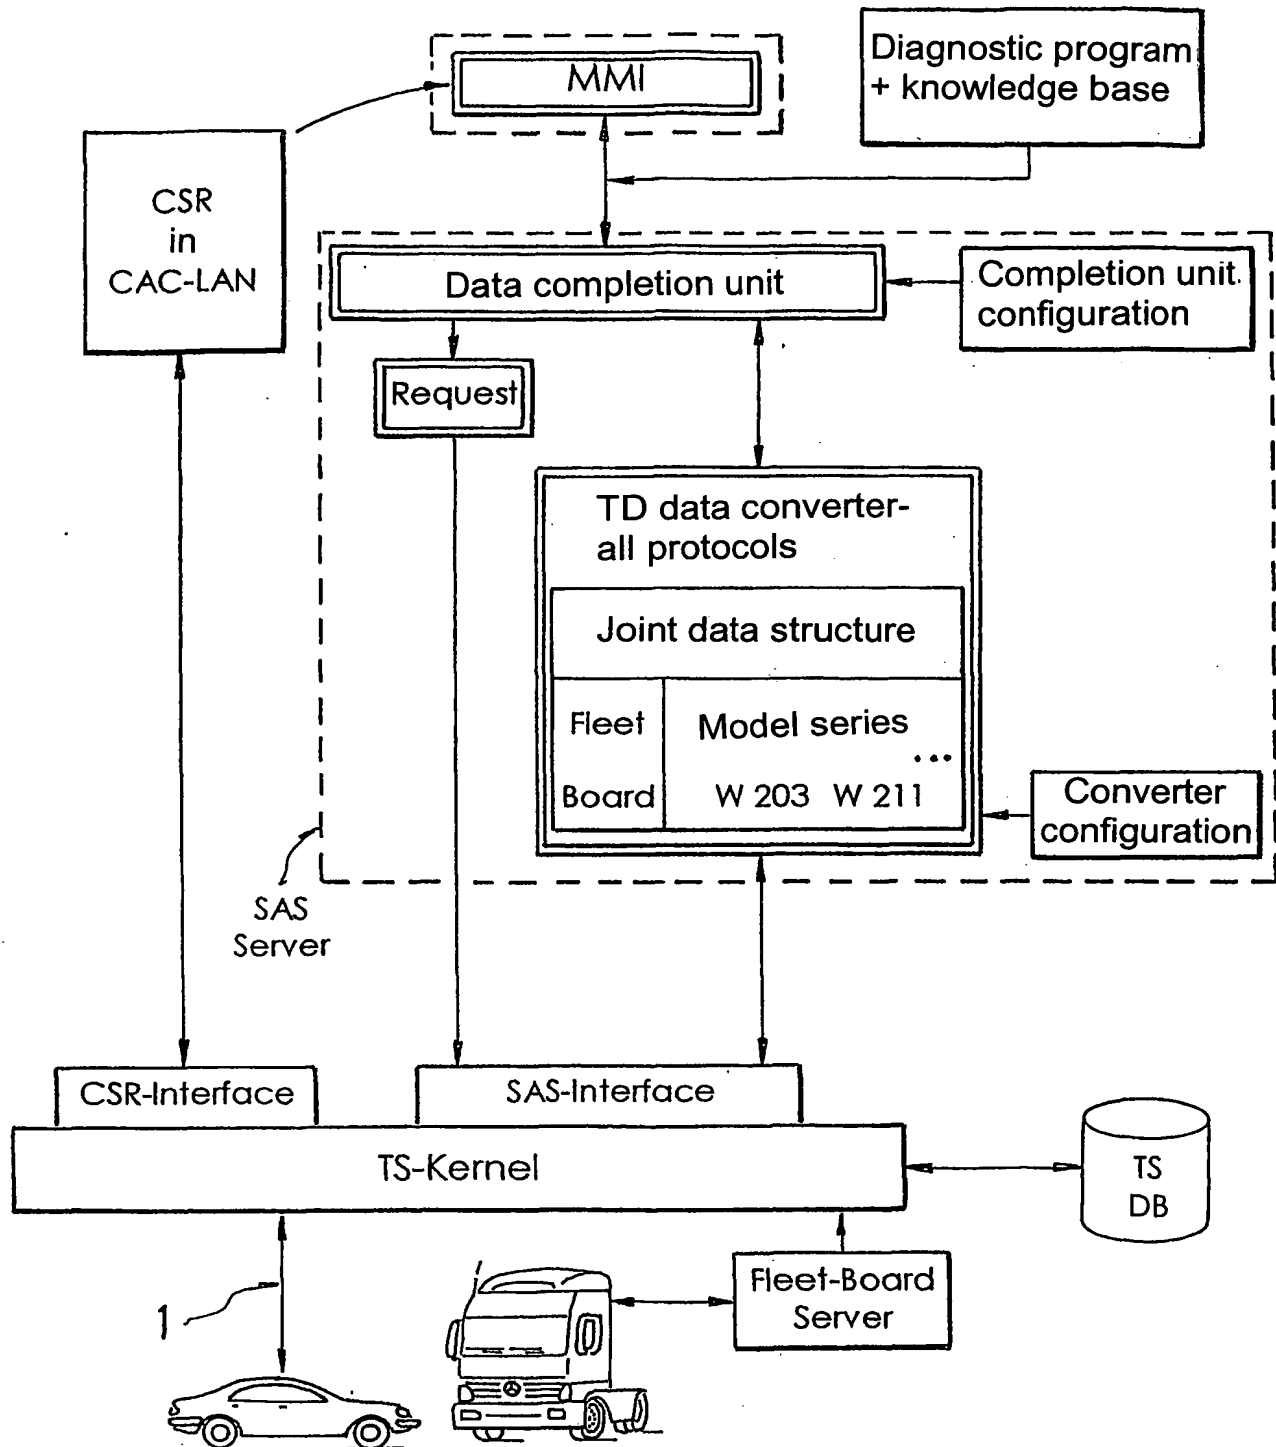 MMI
Diagnostic program
+ knowledge base
CSR
in
CAC-LAN
Data completion unit
Completion unit
configuration
Request
TD data converter-
all protocols
Joint data structure
Fleet
Board
Model series
...
W 203 W 211
Converter
configuration
SAS
Server
CSR-Interface
SAS-Interface
TS-Kernel
TS
DB
Fleet-Board
Server
1